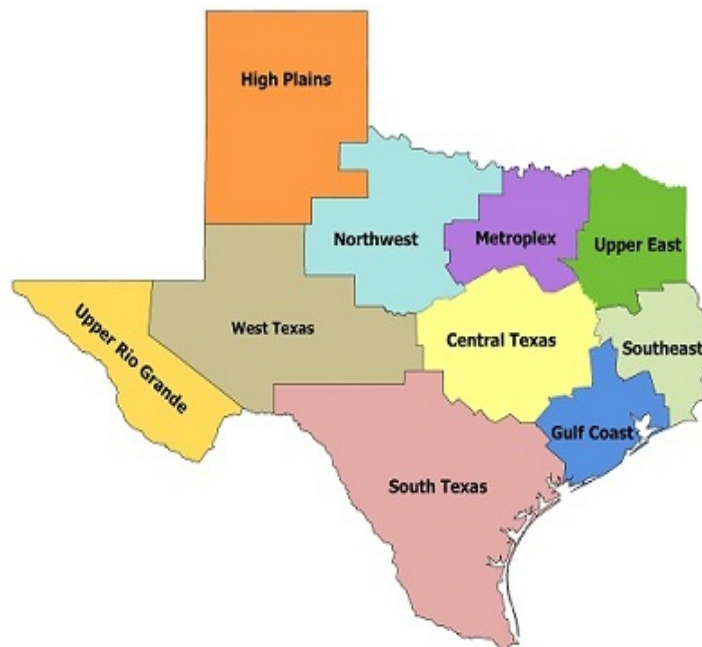 High Plains
Northwest
Metroplex
Upper East
Upper Rio Grande
West Texas
Central Texas
Southeast
Gulf Coast
South Texas